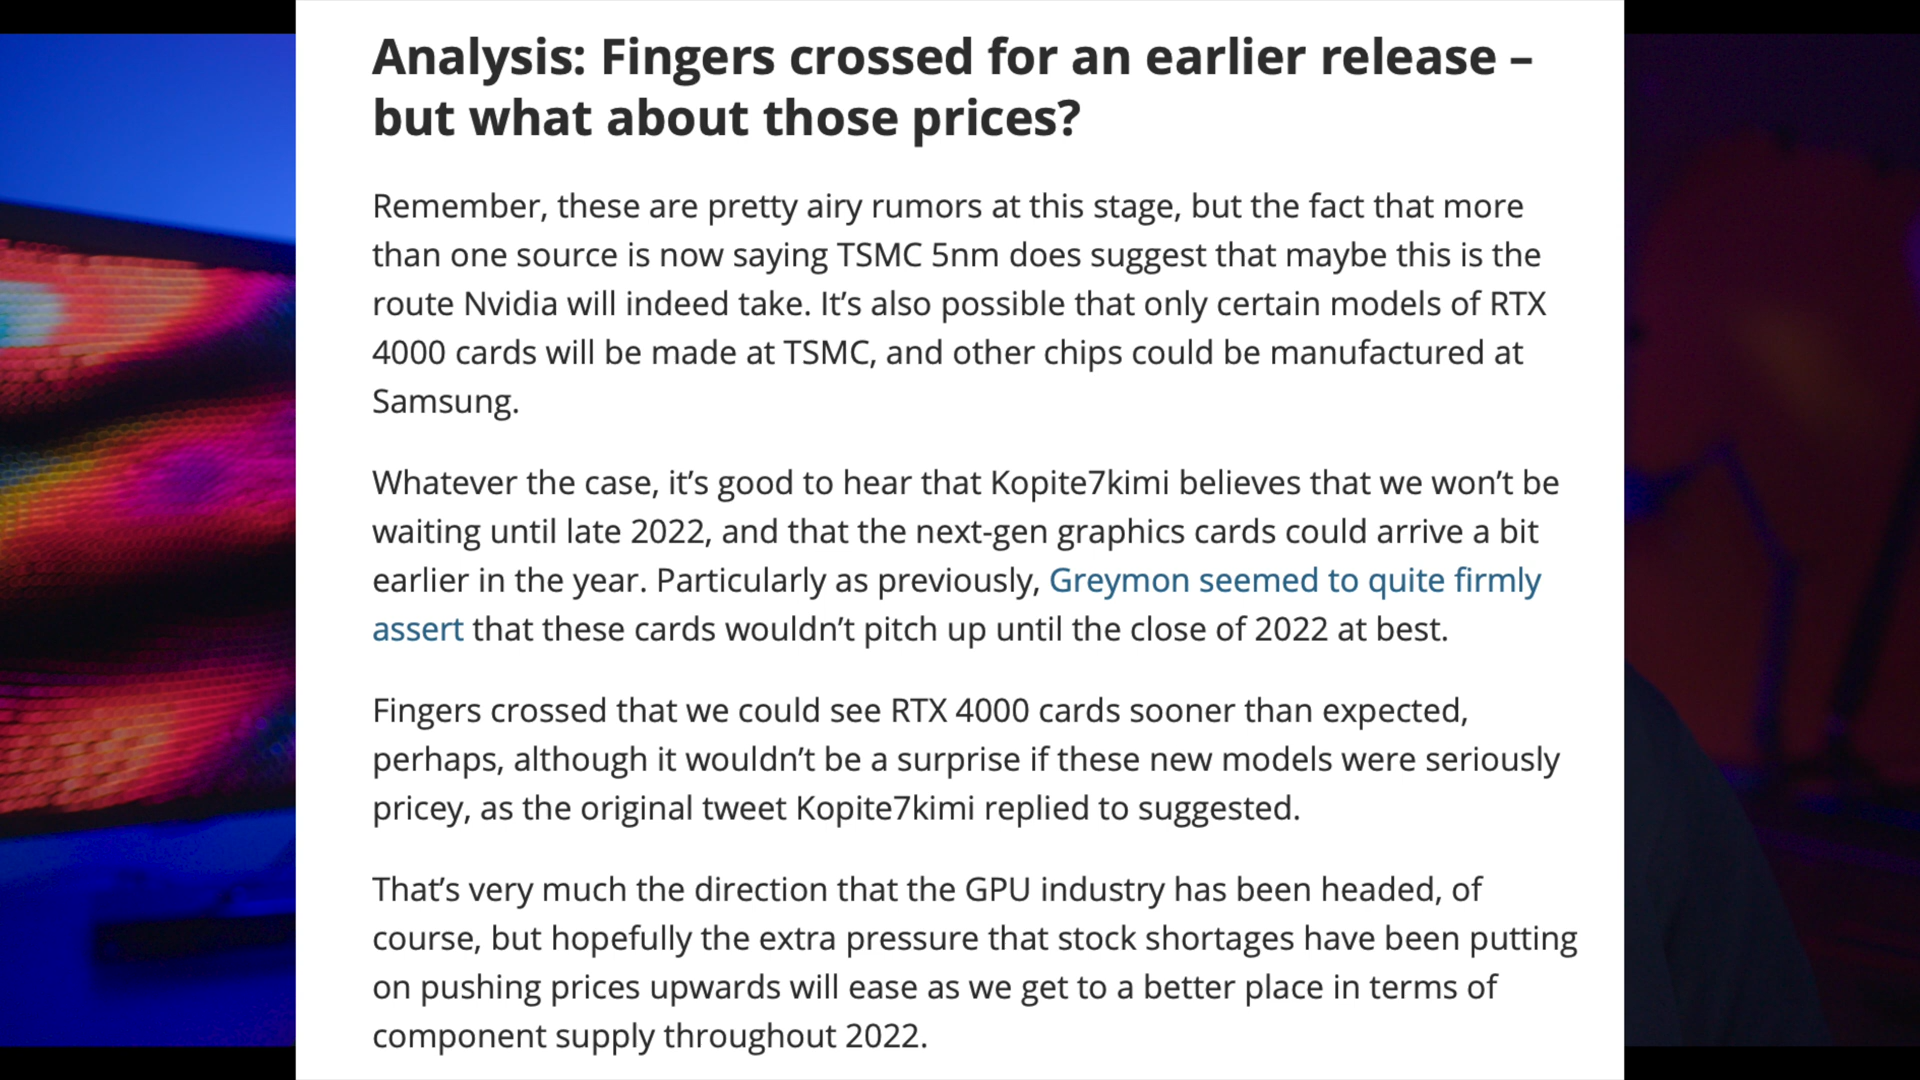 Analysis: Fingers crossed for an earlier release –
but what about those prices?
Remember, these are pretty airy rumors at this stage, but the fact that more
than one source is now saying TSMC 5nm does suggest that maybe this is the
route Nvidia will indeed take. It’s also possible that only certain models of RTX
4000 cards will be made at TSMC, and other chips could be manufactured at
Samsung.
Whatever the case, it’s good to hear that Kopite7kimi believes that we won’t be
waiting until late 2022, and that the next-gen graphics cards could arrive a bit
earlier in the year. Particularly as previously, Greymon seemed to quite firmly
assert that these cards wouldn’t pitch up until the close of 2022 at best.
Fingers crossed that we could see RTX 4000 cards sooner than expected,
perhaps, although it wouldn’t be a surprise if these new models were seriously
pricey, as the original tweet Kopite7kimi replied to suggested.
That’s very much the direction that the GPU industry has been headed, of
course, but hopefully the extra pressure that stock shortages have been putting
on pushing prices upwards will ease as we get to a better place in terms of
component supply throughout 2022.